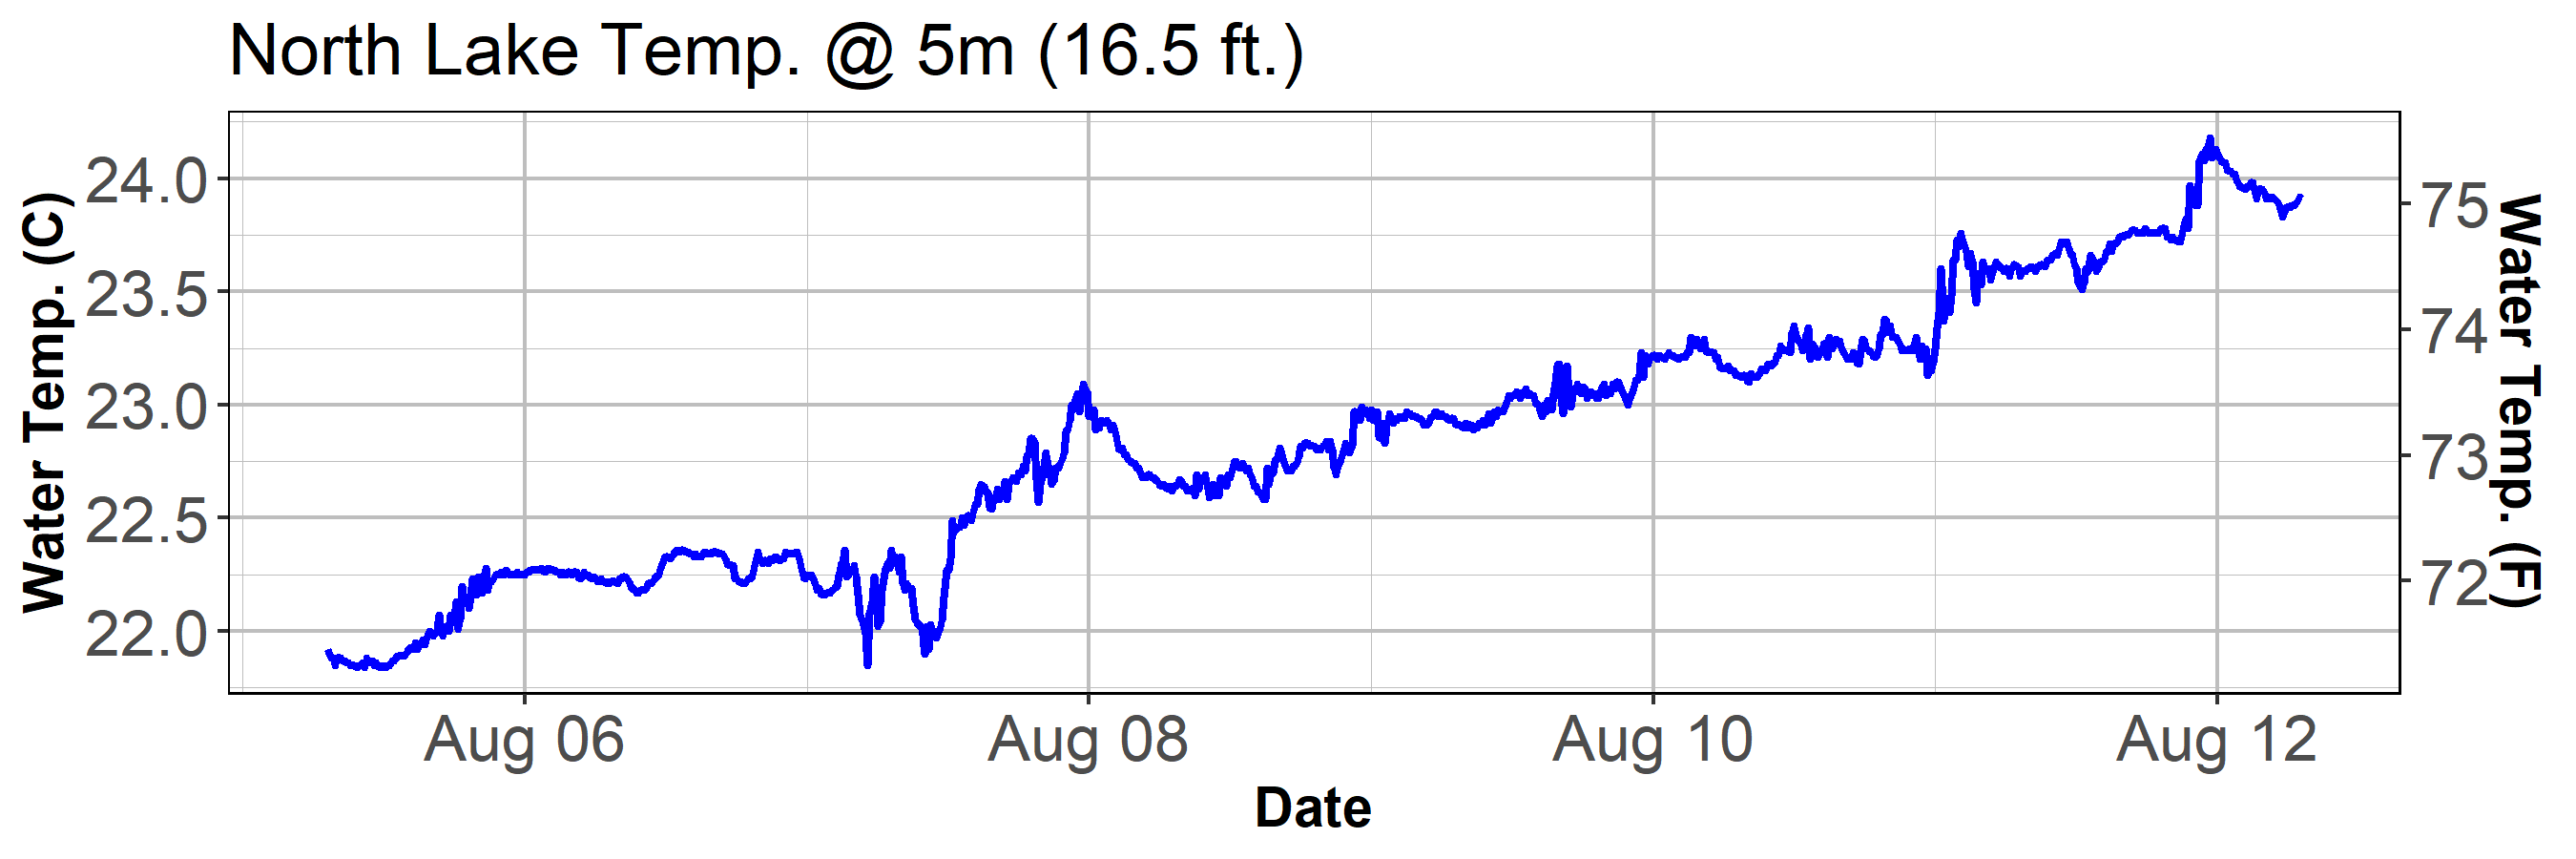 North Lake Temp. @ 5m (16.5 ft.)
Water Temp. (C)
24.0
23.5
23.0
22.5
22.0
75
74
73
72
Water Temp. (F)
Aug 06 Aug 08 Aug 10 Aug 12
Date